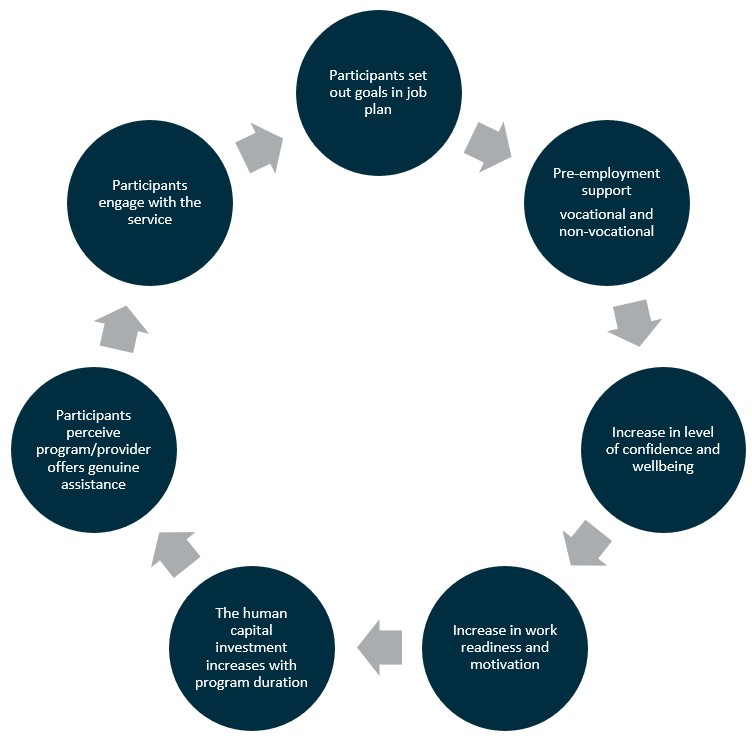 Participants set
out goals in job
plan
Pre-employment
support
vocational and
non-vocational
Increase in level
of confidence and
wellbeing
Increase in work
readiness and
motivation
The human
capital
investment
increases with
program duration
Participants
perceive
program/provider
offers genuine
assistance
Participants
engage with the
service